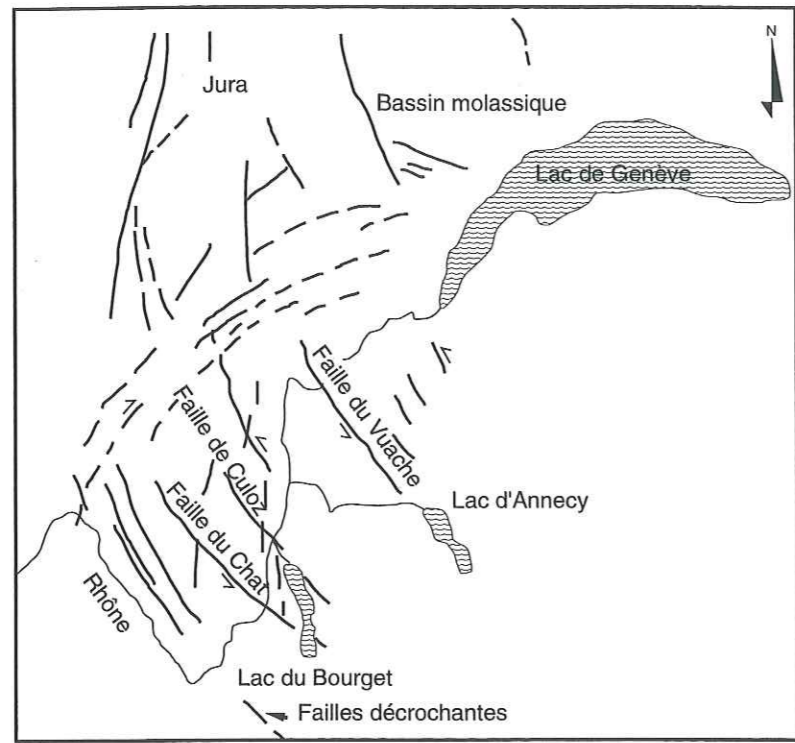 N
Jura
Bassin molassique
Lac de Genève
Faille du Vuache
Faille de Culoz
Faille du Chat
Lac d'Annecy
Rhône
Lac du Bourget
Failles décrochantes